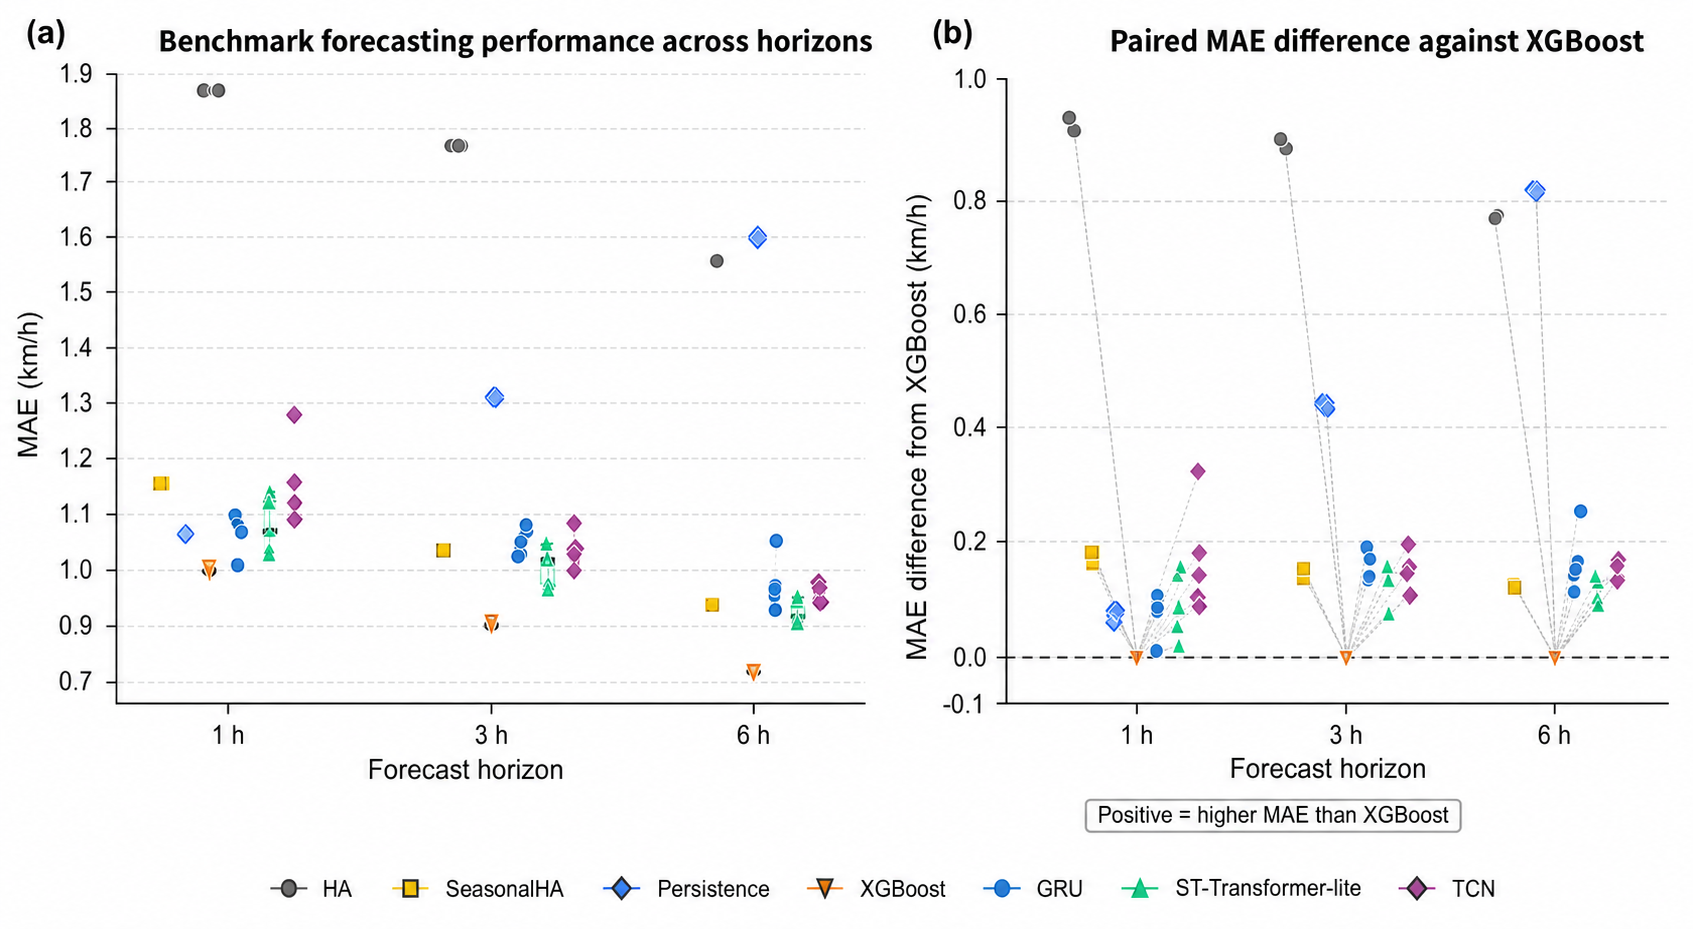 (a)
Benchmark forecasting performance across horizons
1.9
1.8
1.7
1.6
1.5
1.4
1.3
1.2
1.1
1.0
0.9
0.7
MAE (km/h)
1 h
3 h
6 h
Forecast horizon
(b)
Paired MAE difference against XGBoost
1.0
0.8
0.6
0.4
0.2
0.0
-0.1
MAE difference from XGBoost (km/h)
1 h
3 h
6 h
Forecast horizon
Positive = higher MAE than XGBoost
HA
SeasonalHA
Persistence
XGBoost
GRU
ST-Transformer-lite
TCN